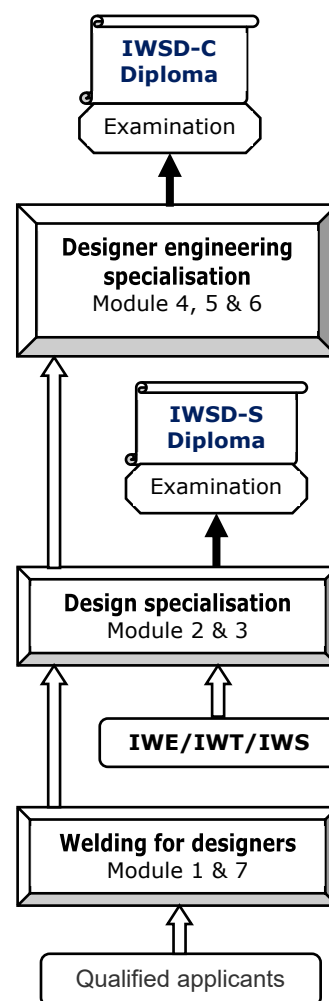 IWSD-C
Diploma
Examination
Designer engineering
specialisation
Module 4, 5 & 6
IWSD-S
Diploma
Examination
Design specialisation
Module 2 & 3
IWE/IWT/IWS
Welding for designers
Module 1 & 7
Qualified applicants